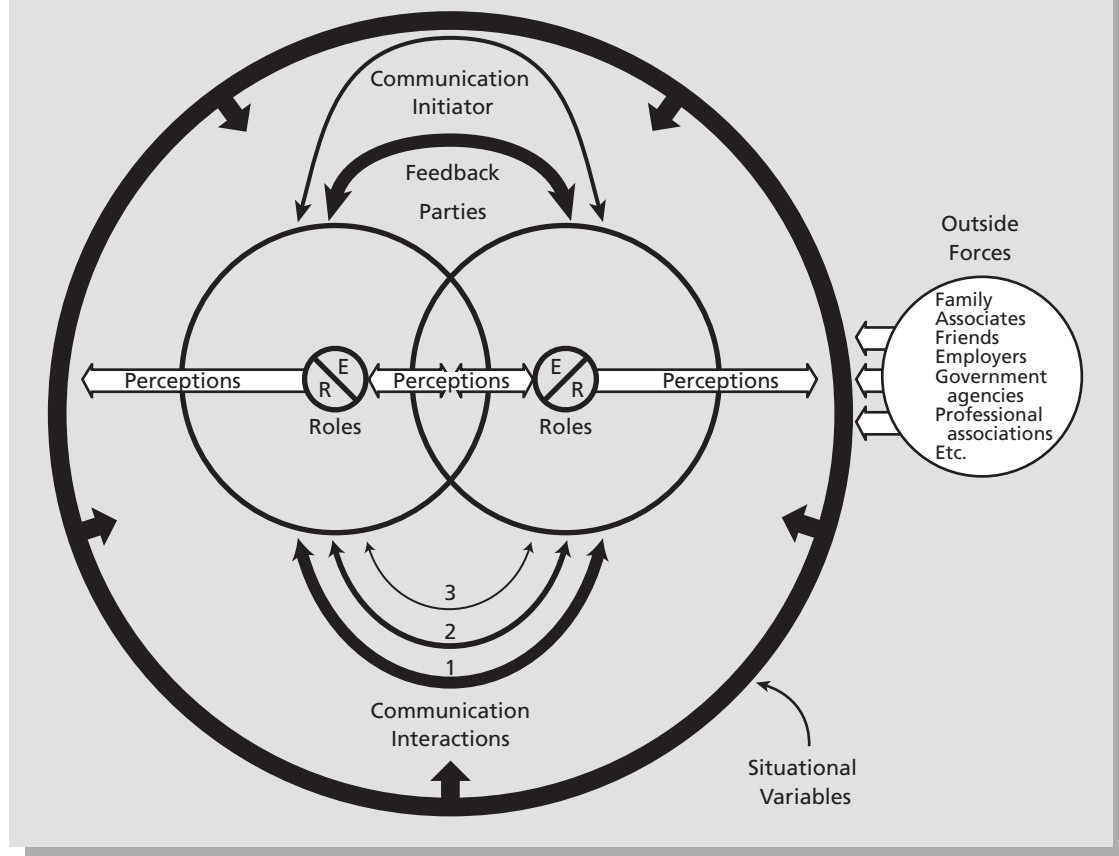 Communication
Initiator
Feedback
Parties
Outside
Forces
Family
Associates
Friends
Employers
Government
agencies
Professional
associations
Etc.
Perceptions
E
R
Roles
Perceptions
E
R
Roles
Perceptions
3
2
1
Communication
Interactions
Situational
Variables